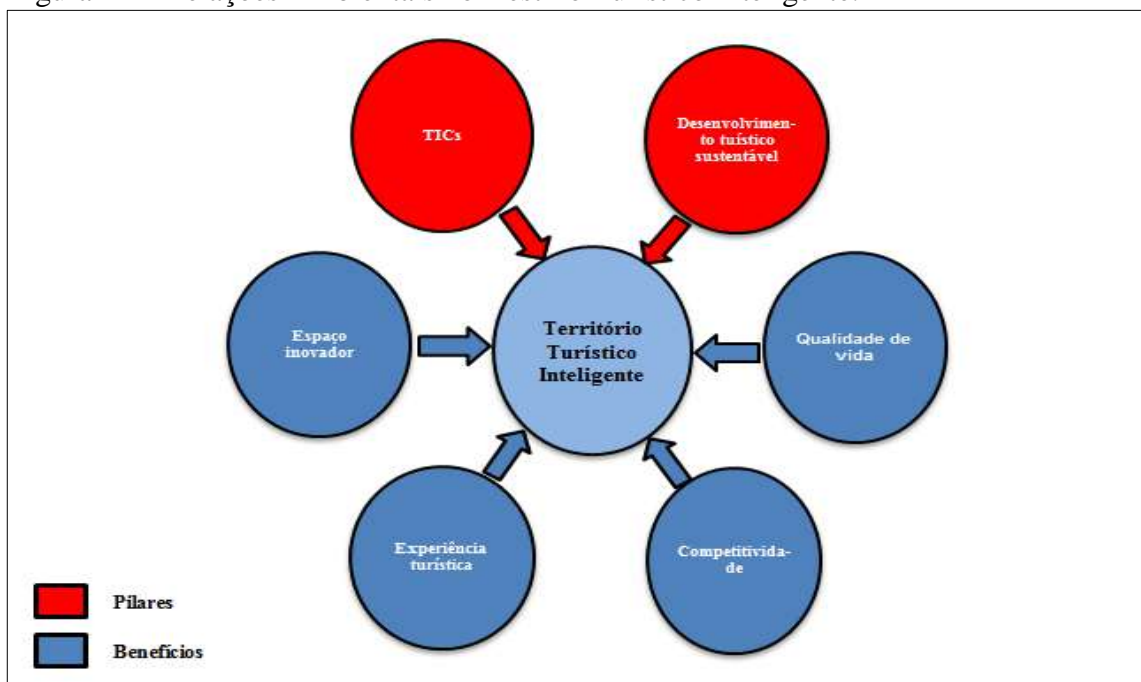 TICs
Desenvolvimen-
to tuístico
sustentável
Espaço
inovador
Território
Turístico
Inteligente
Qualidade de
vida
Experiência
turística
Competitivida-
de
Pilares
Benefícios